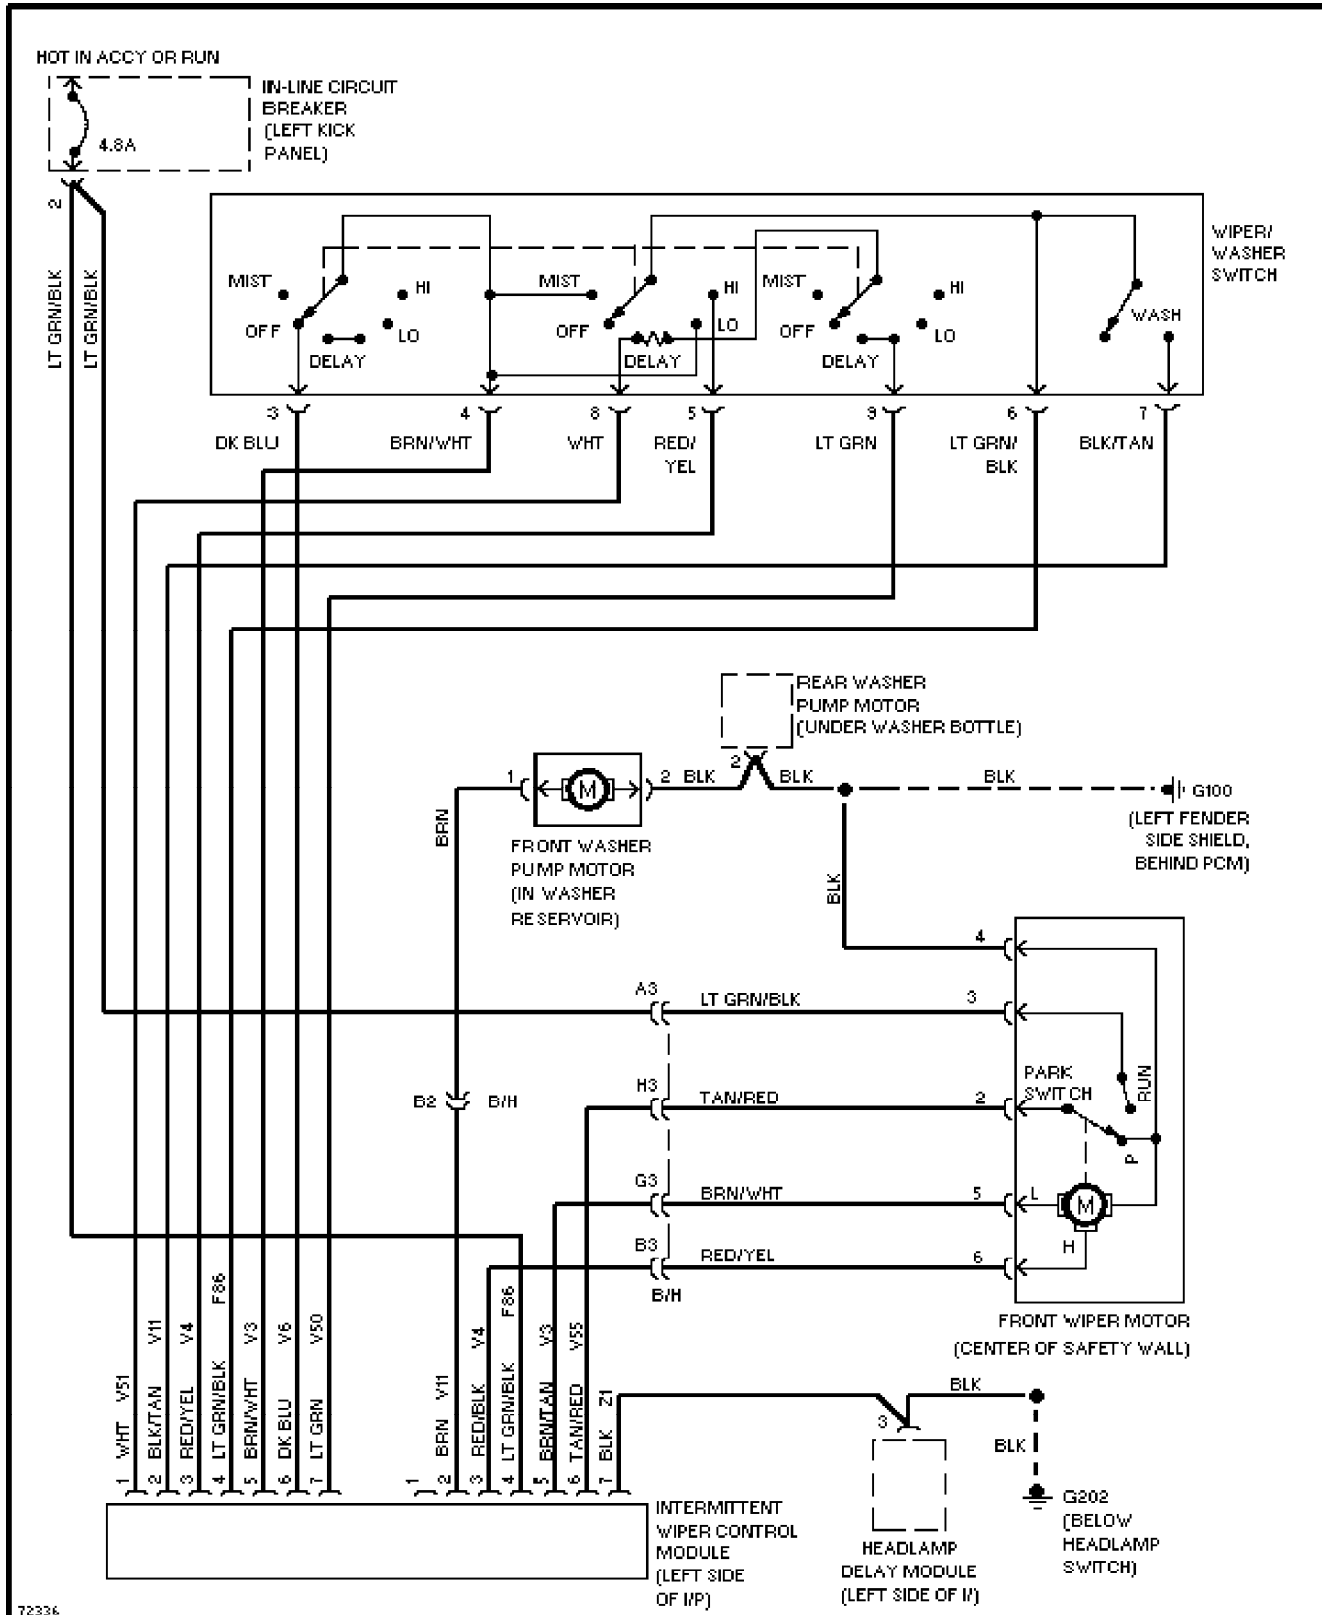 HOT IN ACCY OR RUN
IN-LINE CIRCUIT
BREAKER
(LEFT KICK
PANEL)
4.8A
2
LT GRN/BLK
LT GRN/BLK
WIPER/
WASHER
SWITCH
MIST
HI
OFF
LO
DELAY
MIST
HI
OFF
LO
DELAY
MIST
HI
OFF
LO
DELAY
WASH
3
4
8
5
9
6
7
DK BLU
BRN/WHT
WHT
RED/
YEL
LT GRN
LT GRN/
BLK
BLK/TAN
REAR WASHER
PUMP MOTOR
(UNDER WASHER BOTTLE)
2
1
M
2
BLK
BLK
BLK
G100
(LEFT FENDER
SIDE SHIELD,
BEHIND PCM)
BRN
FRONT WASHER
PUMP MOTOR
(IN WASHER
RESERVOIR)
BLK
4
A3
LT GRN/BLK
3
PARK
SWITCH
RUN
B2
B/H
H3
TAN/RED
2
P
G3
BRN/WHT
5
L
M
H
B3
RED/YEL
6
B/H
FRONT WIPER MOTOR
(CENTER OF SAFETY WALL)
1 WHT V51
2 BLK/TAN V11
3 RED/YEL V4
4 LT GRN/BLK F86
5 BRN/WHT V3
6 DK BLU V6
7 LT GRN V50
1
2 BRN V11
3 RED/BLK V4
4 LT GRN/BLK F86
5 BRN/TAN V3
6 TAN/RED V55
7 BLK Z1
BLK
3
BLK
G202
(BELOW
HEADLAMP
SWITCH)
INTERMITTENT
WIPER CONTROL
MODULE
(LEFT SIDE
OF I/P)
HEADLAMP
DELAY MODULE
(LEFT SIDE OF I/)
72336